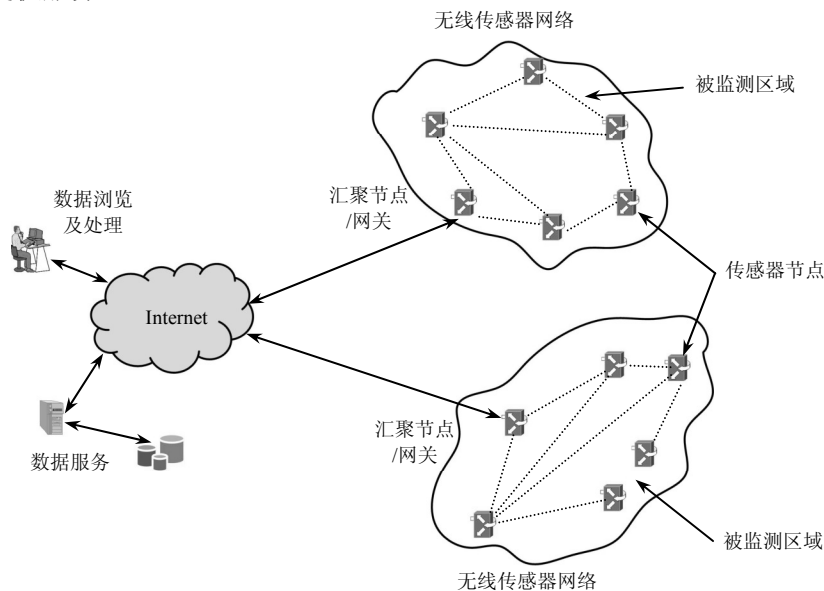 无线传感器网络
被监测区域
数据浏览
及处理
汇聚节点
/网关
传感器节点
Internet
汇聚节点
/网关
数据服务
被监测区域
无线传感器网络